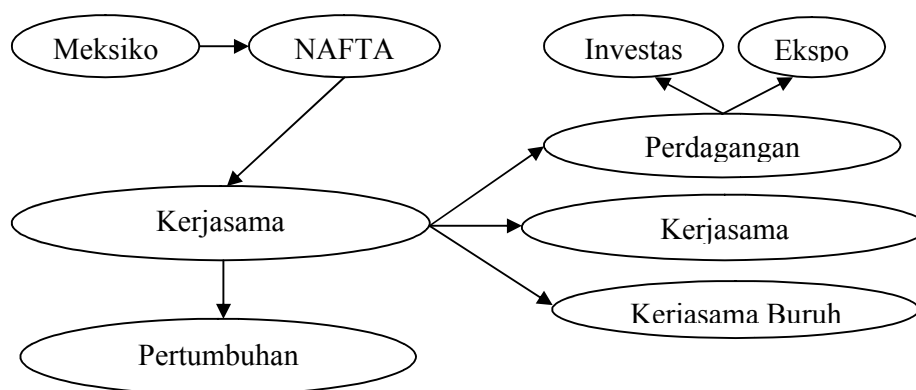 Meksiko NAFTA Investas Ekspo
Perdagangan
Kerjasama Kerjasama
Kerjasama Buruh
Pertumbuhan